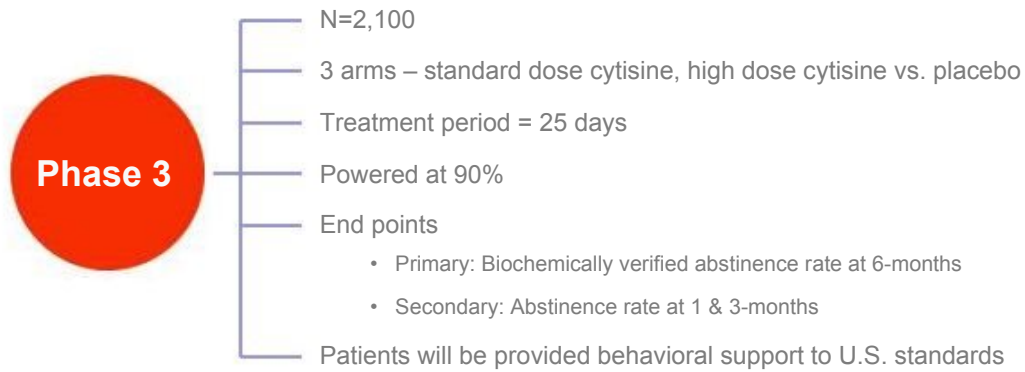 N=2,100
3 arms – standard dose cytisine, high dose cytisine vs. placebo
Treatment period = 25 days
Phase 3
Powered at 90%
End points
• Primary: Biochemically verified abstinence rate at 6-months
• Secondary: Abstinence rate at 1 & 3-months
Patients will be provided behavioral support to U.S. standards